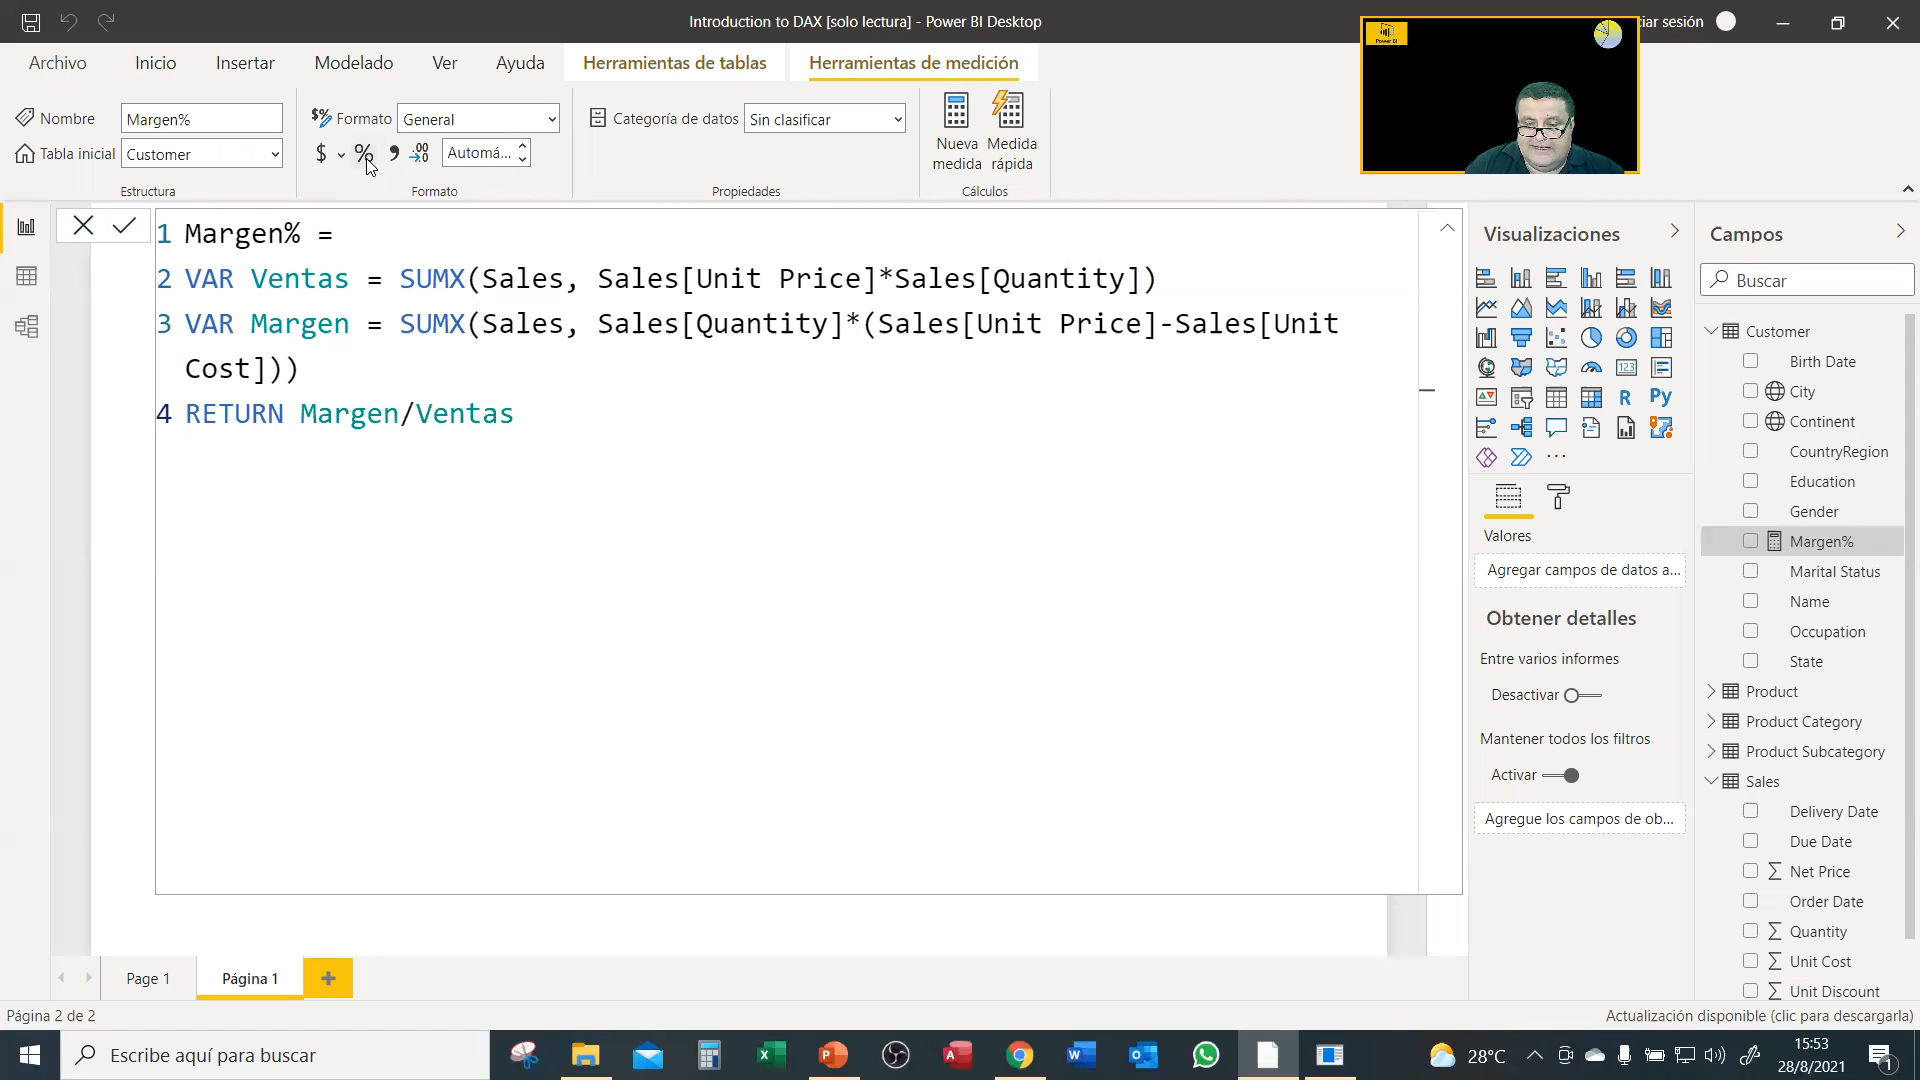 Introduction to DAX [solo lectura] - Power BI Desktop
iar sesión
Archivo
Inicio
Insertar
Modelado
Ver
Ayuda
Herramientas de tablas
Herramientas de medición
Nombre
Margen%
Formato
General
Categoría de datos
Sin clasificar
Tabla inicial
Customer
$
%
Automá...
Nueva
medida
Medida
rápida
Estructura
Formato
Propiedades
Cálculos
1 Margen% =
2 VAR Ventas = SUMX(Sales, Sales[Unit Price]*Sales[Quantity])
3 VAR Margen = SUMX(Sales, Sales[Quantity]*(Sales[Unit Price]-Sales[Unit
Cost]))
4 RETURN Margen/Ventas
Visualizaciones
R
Py
123
...
Valores
Agregar campos de datos a...
Obtener detalles
Entre varios informes
Desactivar
Mantener todos los filtros
Activar
Agregue los campos de ob...
Campos
Buscar
Customer
Birth Date
City
Continent
CountryRegion
Education
Gender
Margen%
Marital Status
Name
Occupation
State
Product
Product Category
Product Subcategory
Sales
Delivery Date
Due Date
Net Price
Order Date
Quantity
Unit Cost
Unit Discount
Page 1
Página 1
Página 2 de 2
Actualización disponible (clic para descargarla)
Escribe aquí para buscar
28°C
15:53
28/8/2021
1